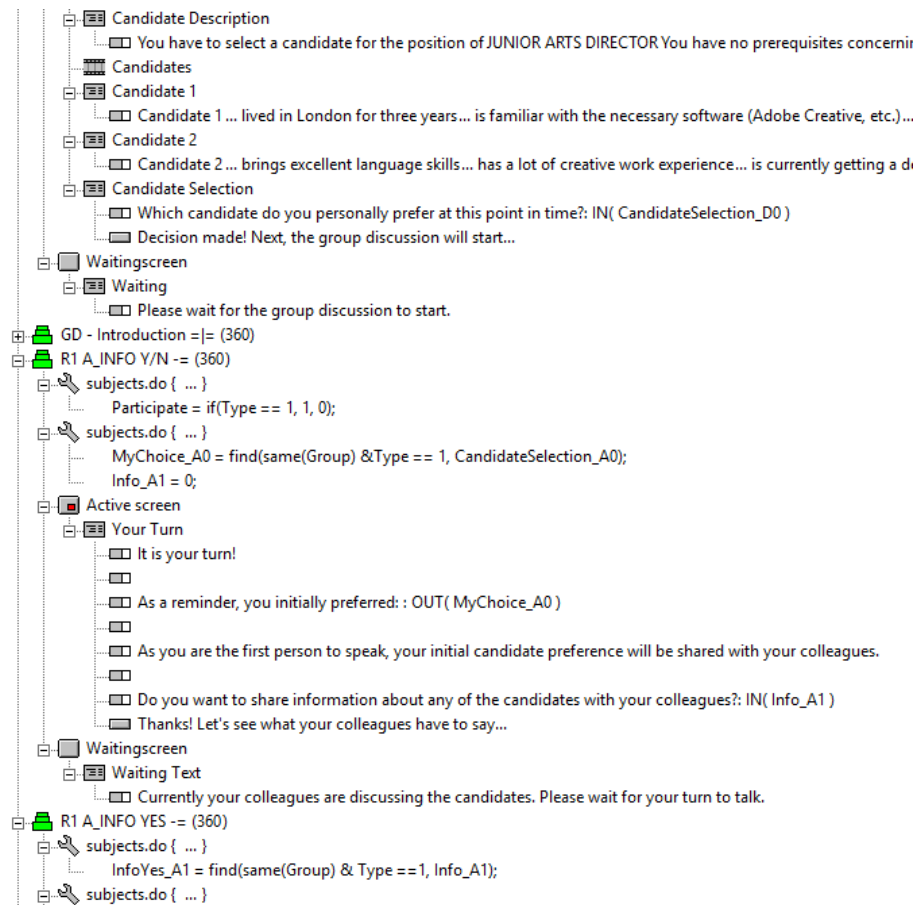 Candidate Description
You have to select a candidate for the position of JUNIOR ARTS DIRECTOR You have no prerequisites concerni
Candidates
Candidate 1
Candidate 1 ... lived in London for three years... is familiar with the necessary software (Adobe Creative, etc.)...
Candidate 2
Candidate 2 ... brings excellent language skills... has a lot of creative work experience... is currently getting a d
Candidate Selection
Which candidate do you personally prefer at this point in time?: IN( CandidateSelection_D0 )
Decision made! Next, the group discussion will start...
Waitingscreen
Waiting
Please wait for the group discussion to start.
GD - Introduction =|= (360)
R1 A_INFO Y/N -= (360)
subjects.do { ... }
Participate = if(Type == 1, 1, 0);
subjects.do { ... }
MyChoice_A0 = find(same(Group) &Type == 1, CandidateSelection_A0);
Info_A1 = 0;
Active screen
Your Turn
It is your turn!
As a reminder, you initially preferred: : OUT( MyChoice_A0 )
As you are the first person to speak, your initial candidate preference will be shared with your colleagues.
Do you want to share information about any of the candidates with your colleagues?: IN( Info_A1 )
Thanks! Let's see what your colleagues have to say...
Waitingscreen
Waiting Text
Currently your colleagues are discussing the candidates. Please wait for your turn to talk.
R1 A_INFO YES -= (360)
subjects.do { ... }
InfoYes_A1 = find(same(Group) & Type ==1, Info_A1);
subjects.do { ... }